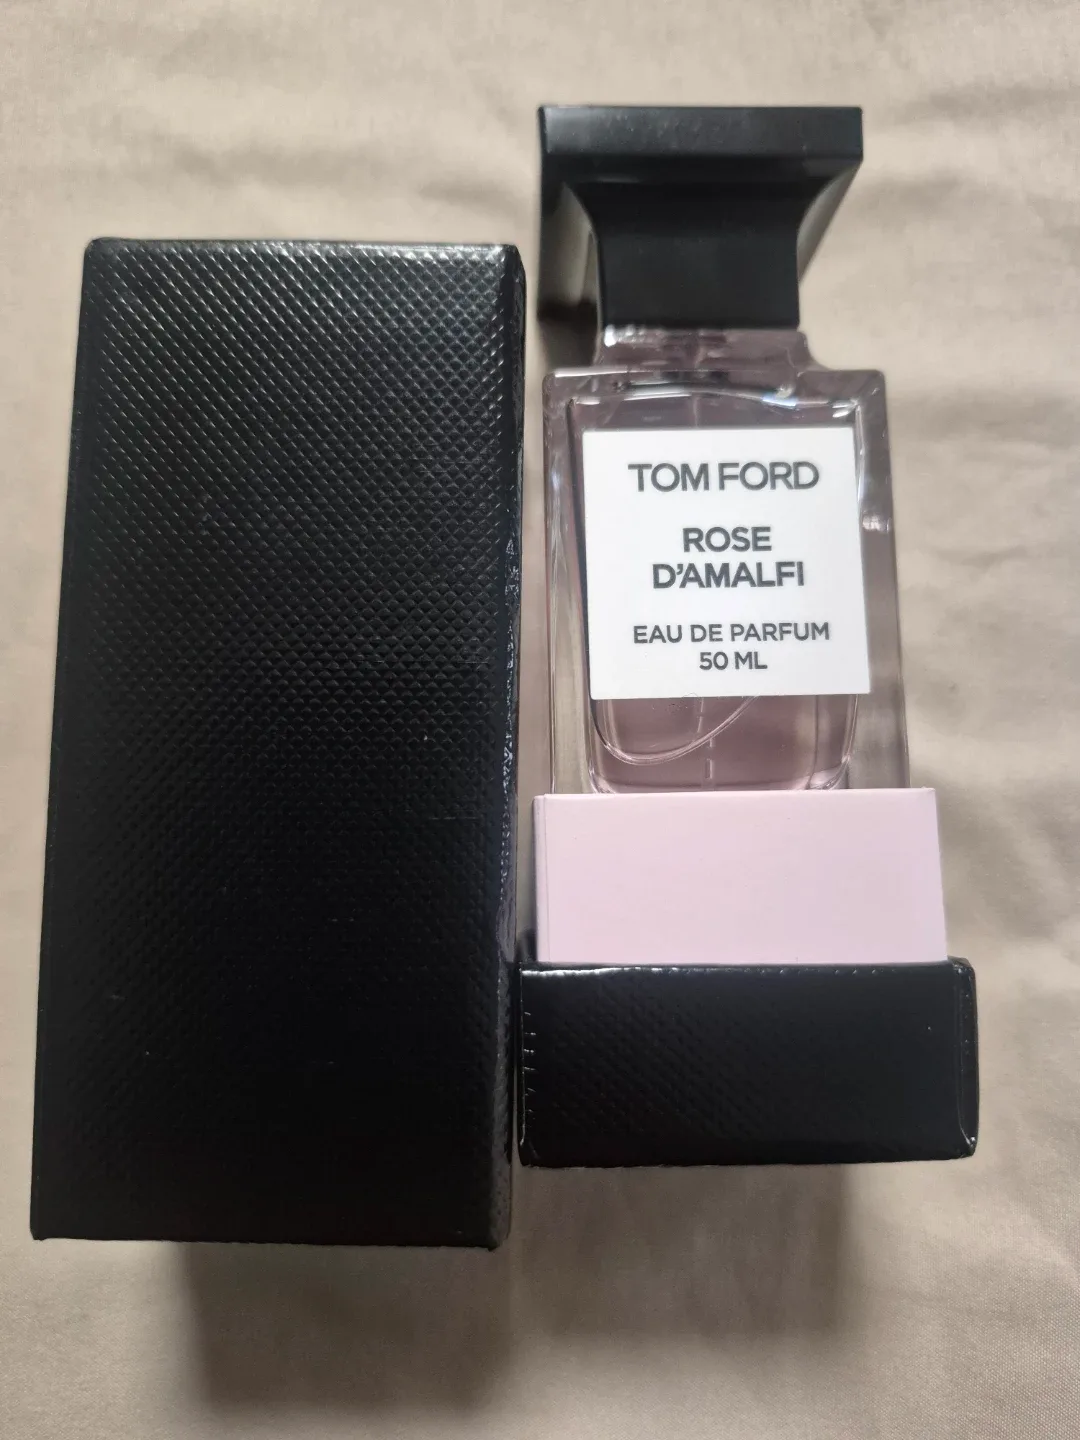 TOM FORD
ROSE
D'AMALFI
EAU DE PARFUM
50 ML